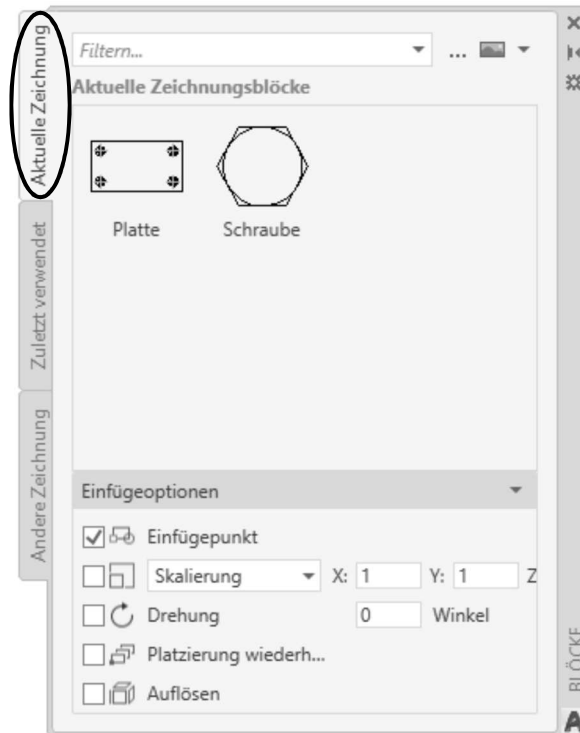 Aktuelle Zeichnung
Zuletzt verwendet
Andere Zeichnung
Filtern...
...
Aktuelle Zeichnungsblöcke
Platte
Schraube
Einfügeoptionen
Einfügepunkt
Skalierung X: 1 Y: 1 Z
Drehung 0 Winkel
Platzierung wiederh...
Auflösen
BLÖCKE
A